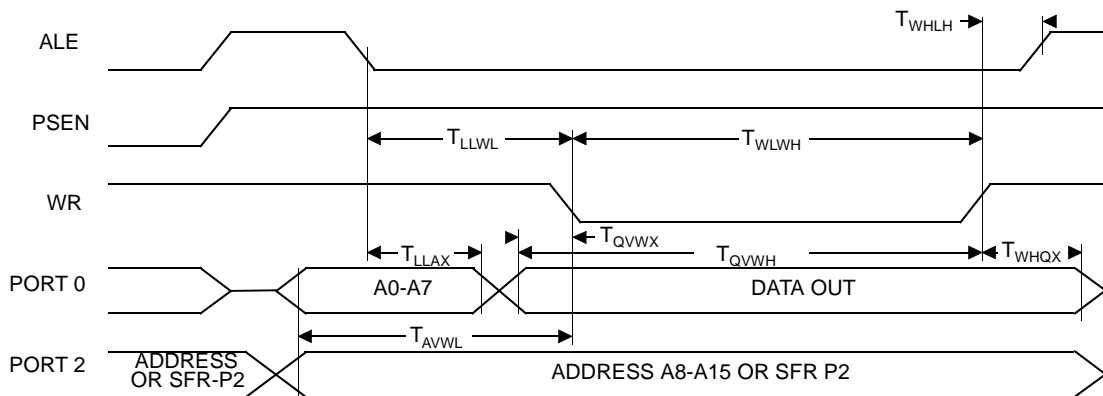 ALE
T_WHLH
PSEN
T_LLWL
T_WLWH
WR
T_QVWX
T_LLAX
T_QVWH
T_WHQX
PORT 0
A0-A7
DATA OUT
T_AVWL
PORT 2
ADDRESS
OR SFR-P2
ADDRESS A8-A15 OR SFR P2